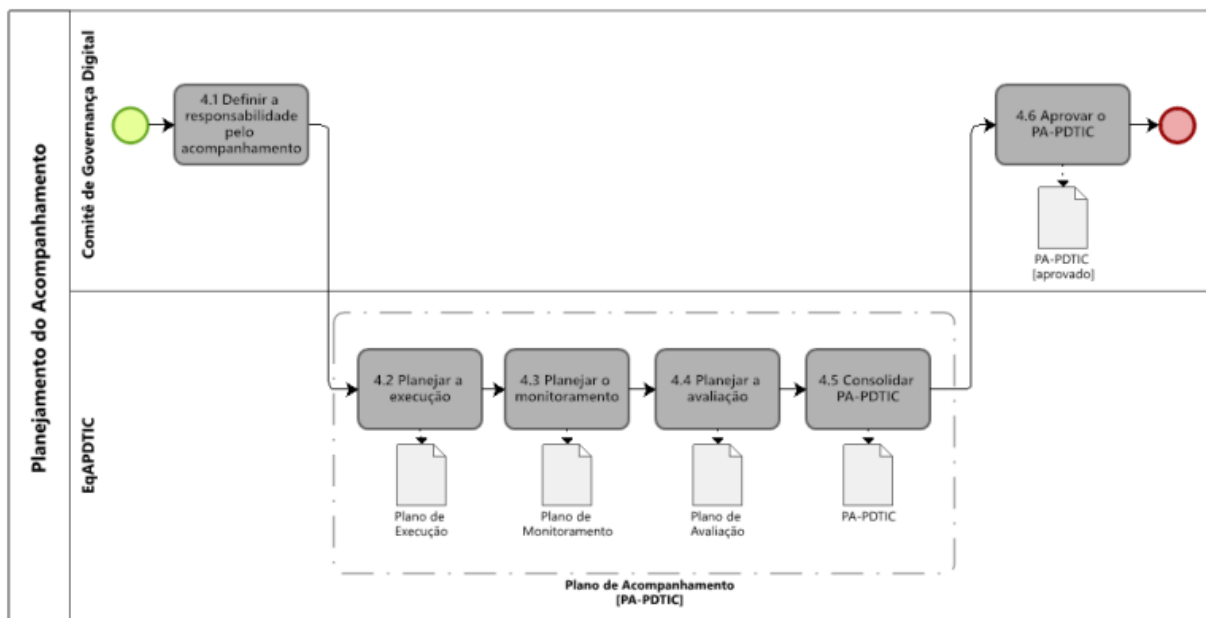 Planejamento do Acompanhamento
Comitê de Governança Digital
4.1 Definir a
responsabilidade
pelo
acompanhamento
4.6 Aprovar o
PA-PDTIC
PA-PDTIC
[aprovado]
EqAPDTIC
4.2 Planejar a
execução
4.3 Planejar o
monitoramento
4.4 Planejar a
avaliação
4.5 Consolidar
PA-PDTIC
Plano de
Execução
Plano de
Monitoramento
Plano de
Avaliação
PA-PDTIC
Plano de Acompanhamento
[PA-PDTIC]